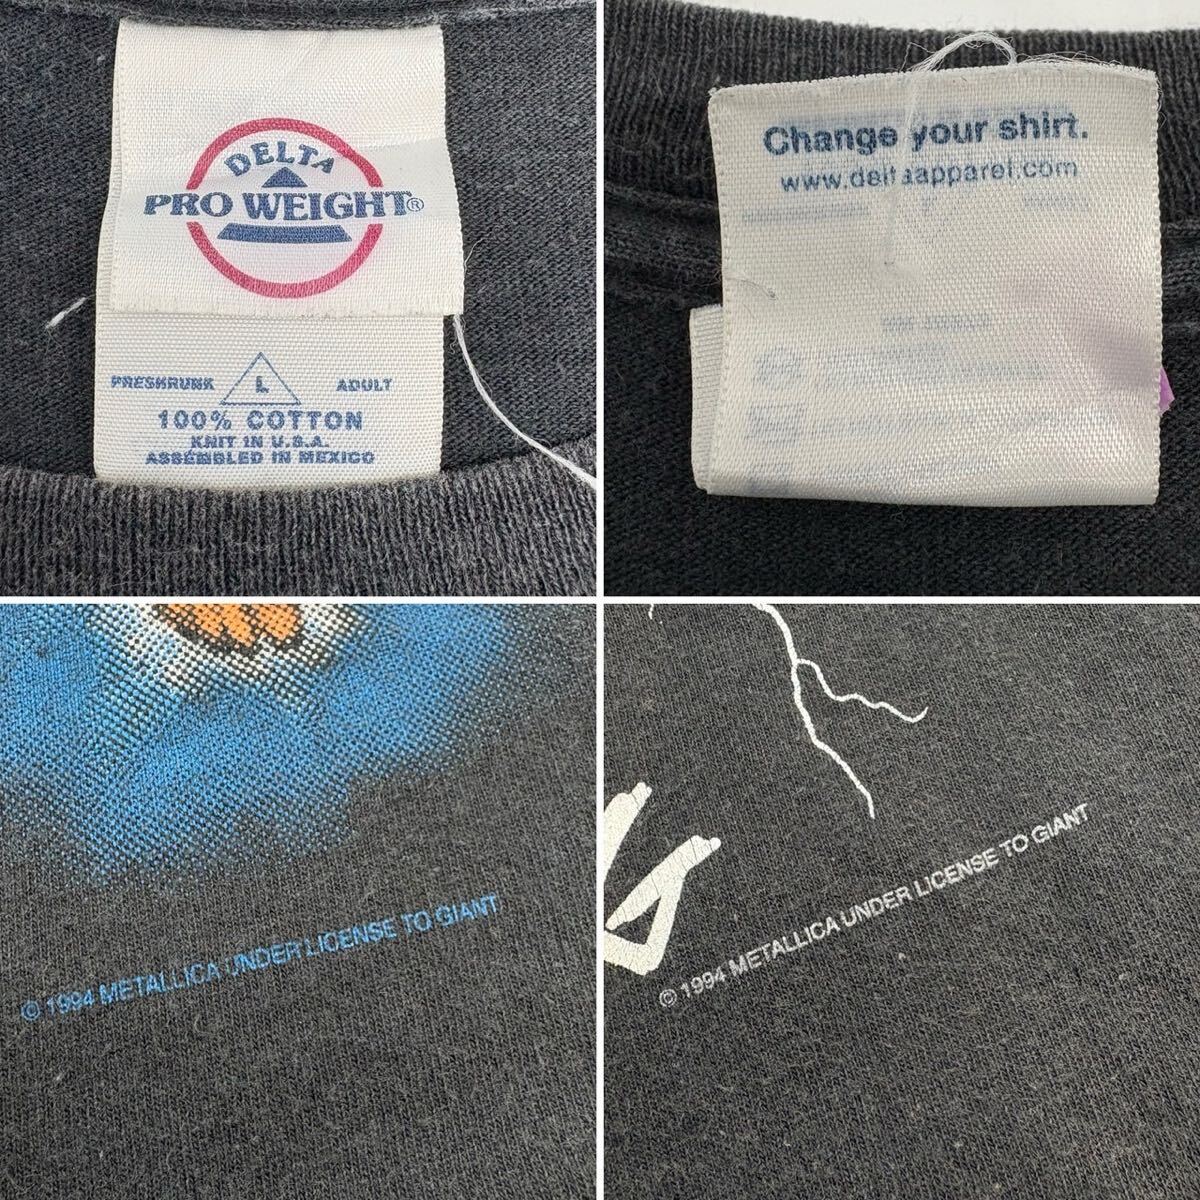 DELTA
PRO WEIGHT®
PRESHRUNK L ADULT
100% COTTON
KNIT IN U.S.A.
ASSEMBLED IN MEXICO
Change your shirt.
www.deltaapparel.com
© 1994 METALLICA UNDER LICENSE TO GIANT
© 1994 METALLICA UNDER LICENSE TO GIANT